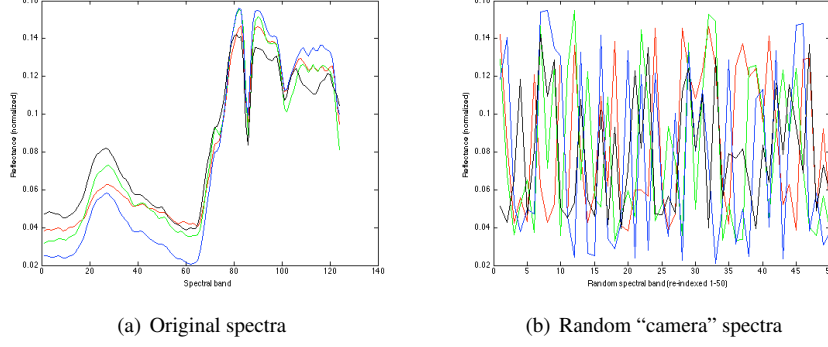 0.16
0.14
0.12
0.1
0.08
0.06
0.04
0.02
Reflectance (normalized)
0 20 40 60 80 100 120 140
Spectral band
(a) Original spectra
0.16
0.14
0.12
0.1
0.08
0.06
0.04
0.02
Reflectance (normalized)
0 5 10 15 20 25 30 35 40 45 50
Random spectral band (re-indexed 1-50)
(b) Random “camera” spectra